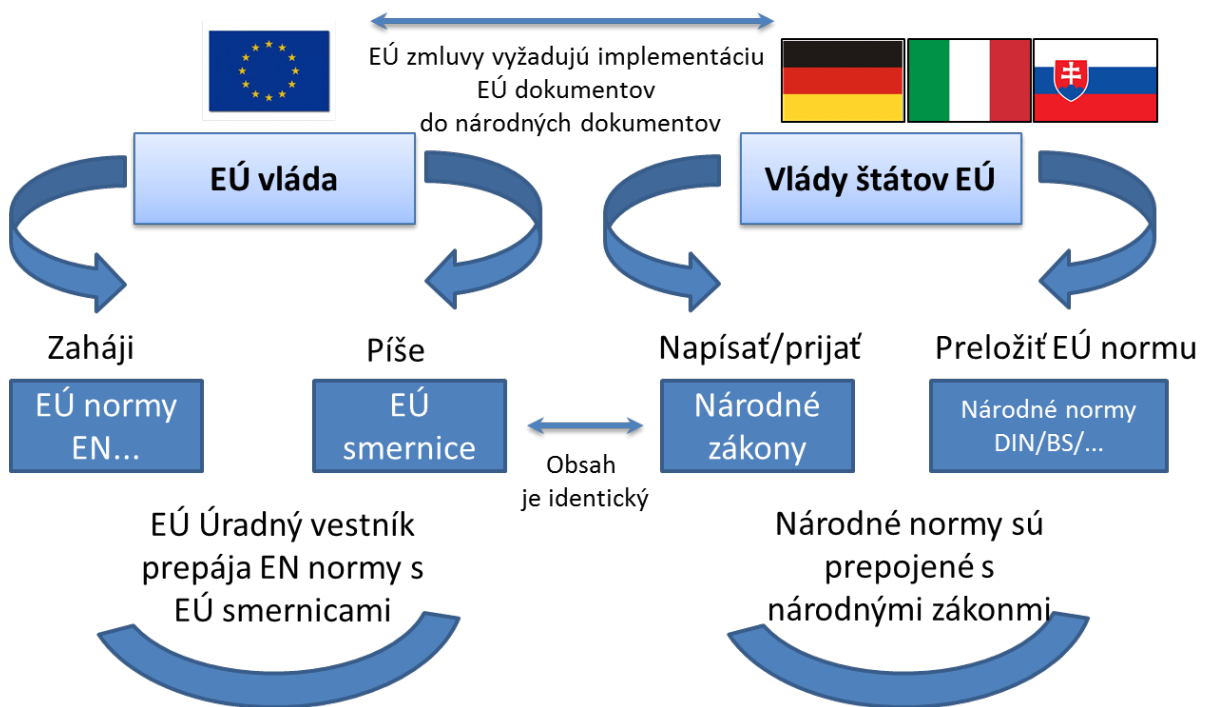 EÚ zmluvy vyžadujú implementáciu
EÚ dokumentov
do národných dokumentov
EÚ vláda
Vlády štátov EÚ
Zaháji
EÚ normy
EN...
Píše
EÚ
smernice
Obsah
je identický
Napísať/prijať
Národné
zákony
Preložiť EÚ normu
Národné normy
DIN/BS/...
EÚ Úradný vestník
prepája EN normy s
EÚ smernicami
Národné normy sú
prepojené s
národnými zákonmi